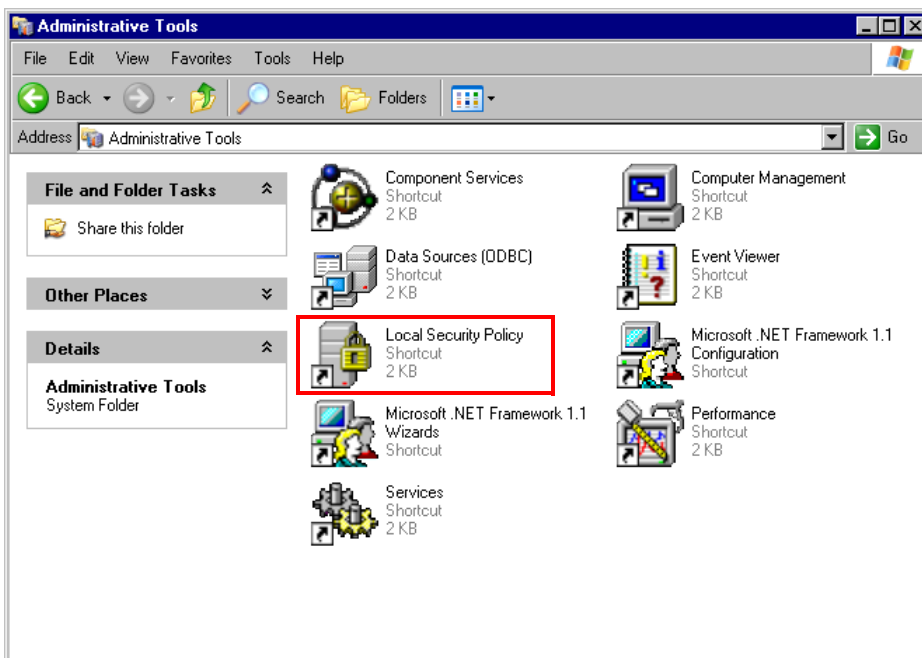 Administrative Tools
File Edit View Favorites Tools Help
Back Search Folders
Address Administrative Tools Go
File and Folder Tasks
Share this folder
Other Places
Details
Administrative Tools
System Folder
Component Services
Shortcut
2 KB
Computer Management
Shortcut
2 KB
Data Sources (ODBC)
Shortcut
2 KB
Event Viewer
Shortcut
2 KB
Local Security Policy
Shortcut
2 KB
Microsoft .NET Framework 1.1
Configuration
Shortcut
Microsoft .NET Framework 1.1
Wizards
Shortcut
Performance
Shortcut
2 KB
Services
Shortcut
2 KB